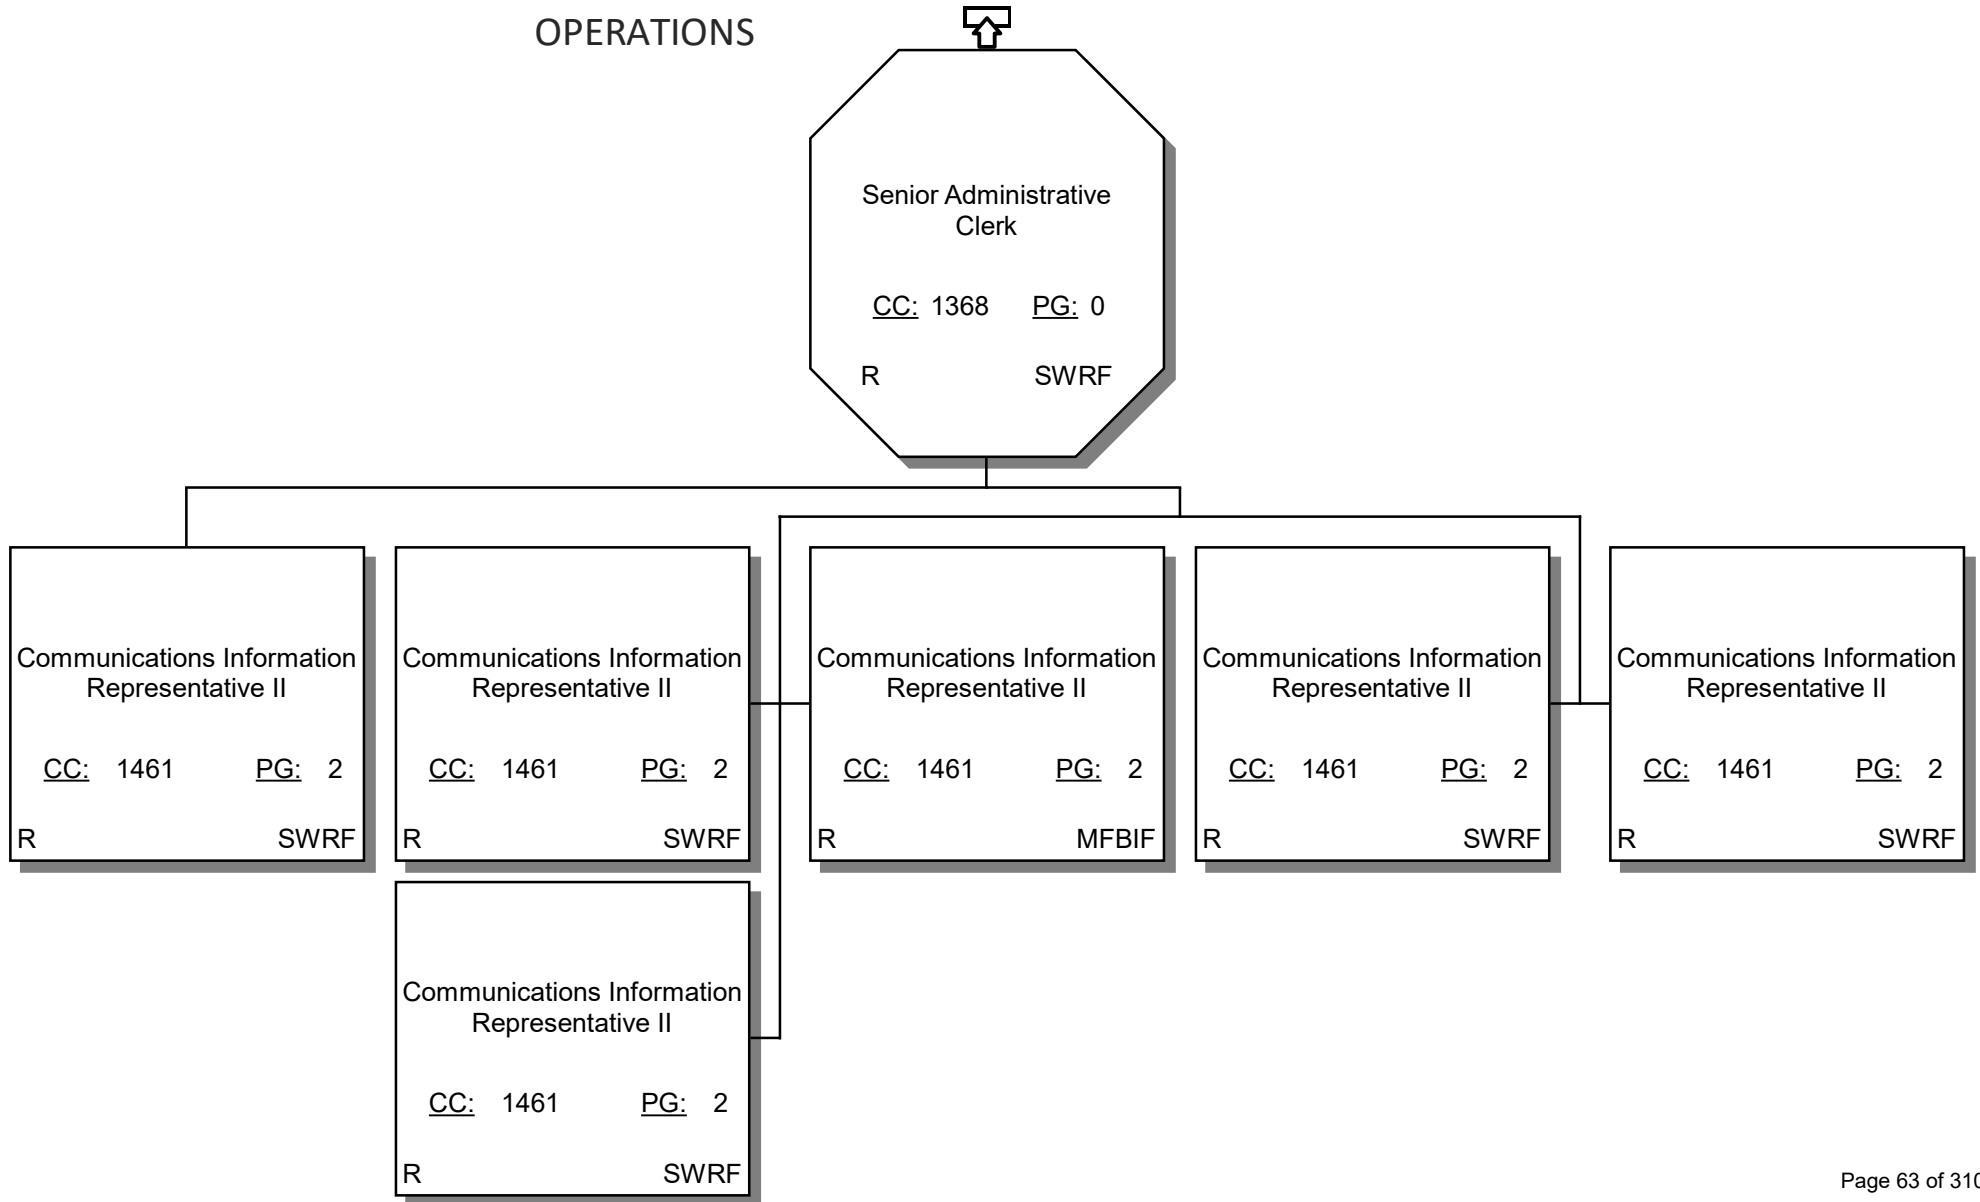 OPERATIONS
Senior Administrative
Clerk
CC: 1368 PG: 0
R SWRF
Communications Information
Representative II
CC: 1461 PG: 2
R SWRF
Communications Information
Representative II
CC: 1461 PG: 2
R SWRF
Communications Information
Representative II
CC: 1461 PG: 2
R MFBIF
Communications Information
Representative II
CC: 1461 PG: 2
R SWRF
Communications Information
Representative II
CC: 1461 PG: 2
R SWRF
Communications Information
Representative II
CC: 1461 PG: 2
R SWRF
Page 63 of 310